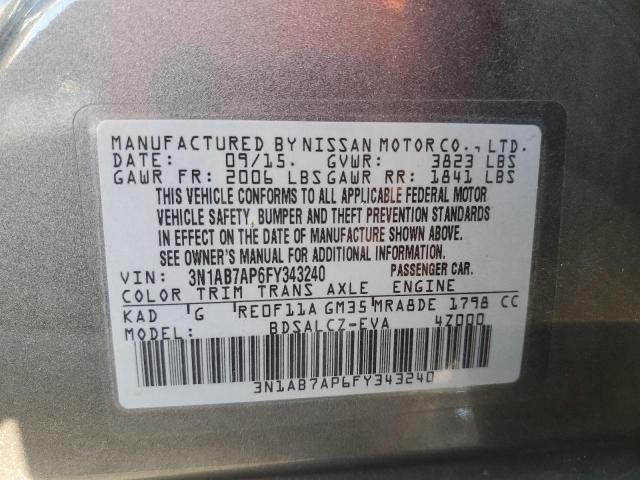 MANUFACTURED BY NISSAN MOTOR CO., LTD.
DATE: 09/15. GVWR: 3823 LBS
GAWR FR: 2006 LBS GAWR RR: 1841 LBS
THIS VEHICLE CONFORMS TO ALL APPLICABLE FEDERAL MOTOR
VEHICLE SAFETY, BUMPER AND THEFT PREVENTION STANDARDS
IN EFFECT ON THE DATE OF MANUFACTURE SHOWN ABOVE.
SEE OWNER'S MANUAL FOR ADDITIONAL INFORMATION.
VIN: 3N1AB7AP6FY343240 PASSENGER CAR.
COLOR TRIM TRANS AXLE ENGINE
KAD G RE0F11A GM35 MRA8DE 1798 CC
MODEL: BDSALCZ-EVA 4Z000
3N1AB7AP6FY343240